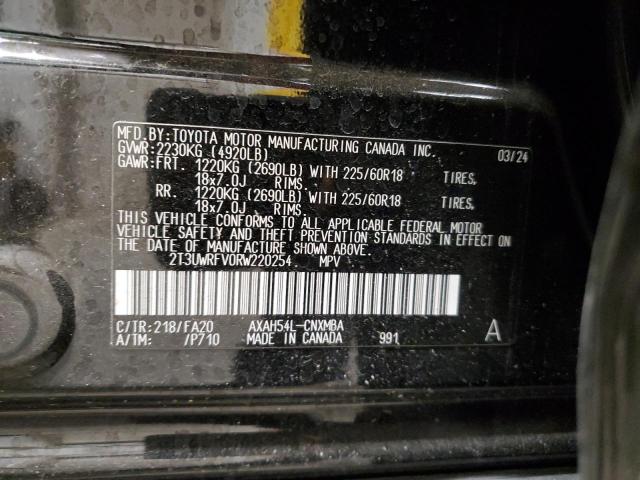 MFD.BY:TOYOTA MOTOR MANUFACTURING CANADA INC.
GVWR:2230KG (4920LB) 03/24
GAWR:FRT. 1220KG (2690LB) WITH 225/60R18 TIRES,
18x7.0J RIMS.
RR. 1220KG (2690LB) WITH 225/60R18 TIRES,
18x7.0J RIMS.
THIS VEHICLE CONFORMS TO ALL APPLICABLE FEDERAL MOTOR
VEHICLE SAFETY AND THEFT PREVENTION STANDARDS IN EFFECT ON
THE DATE OF MANUFACTURE SHOWN ABOVE.
2T3UWRFV0RW220254 MPV
C/TR:218/FA20 AXAH54L-CNXMBA A
A/TM: /P710 MADE IN CANADA 991